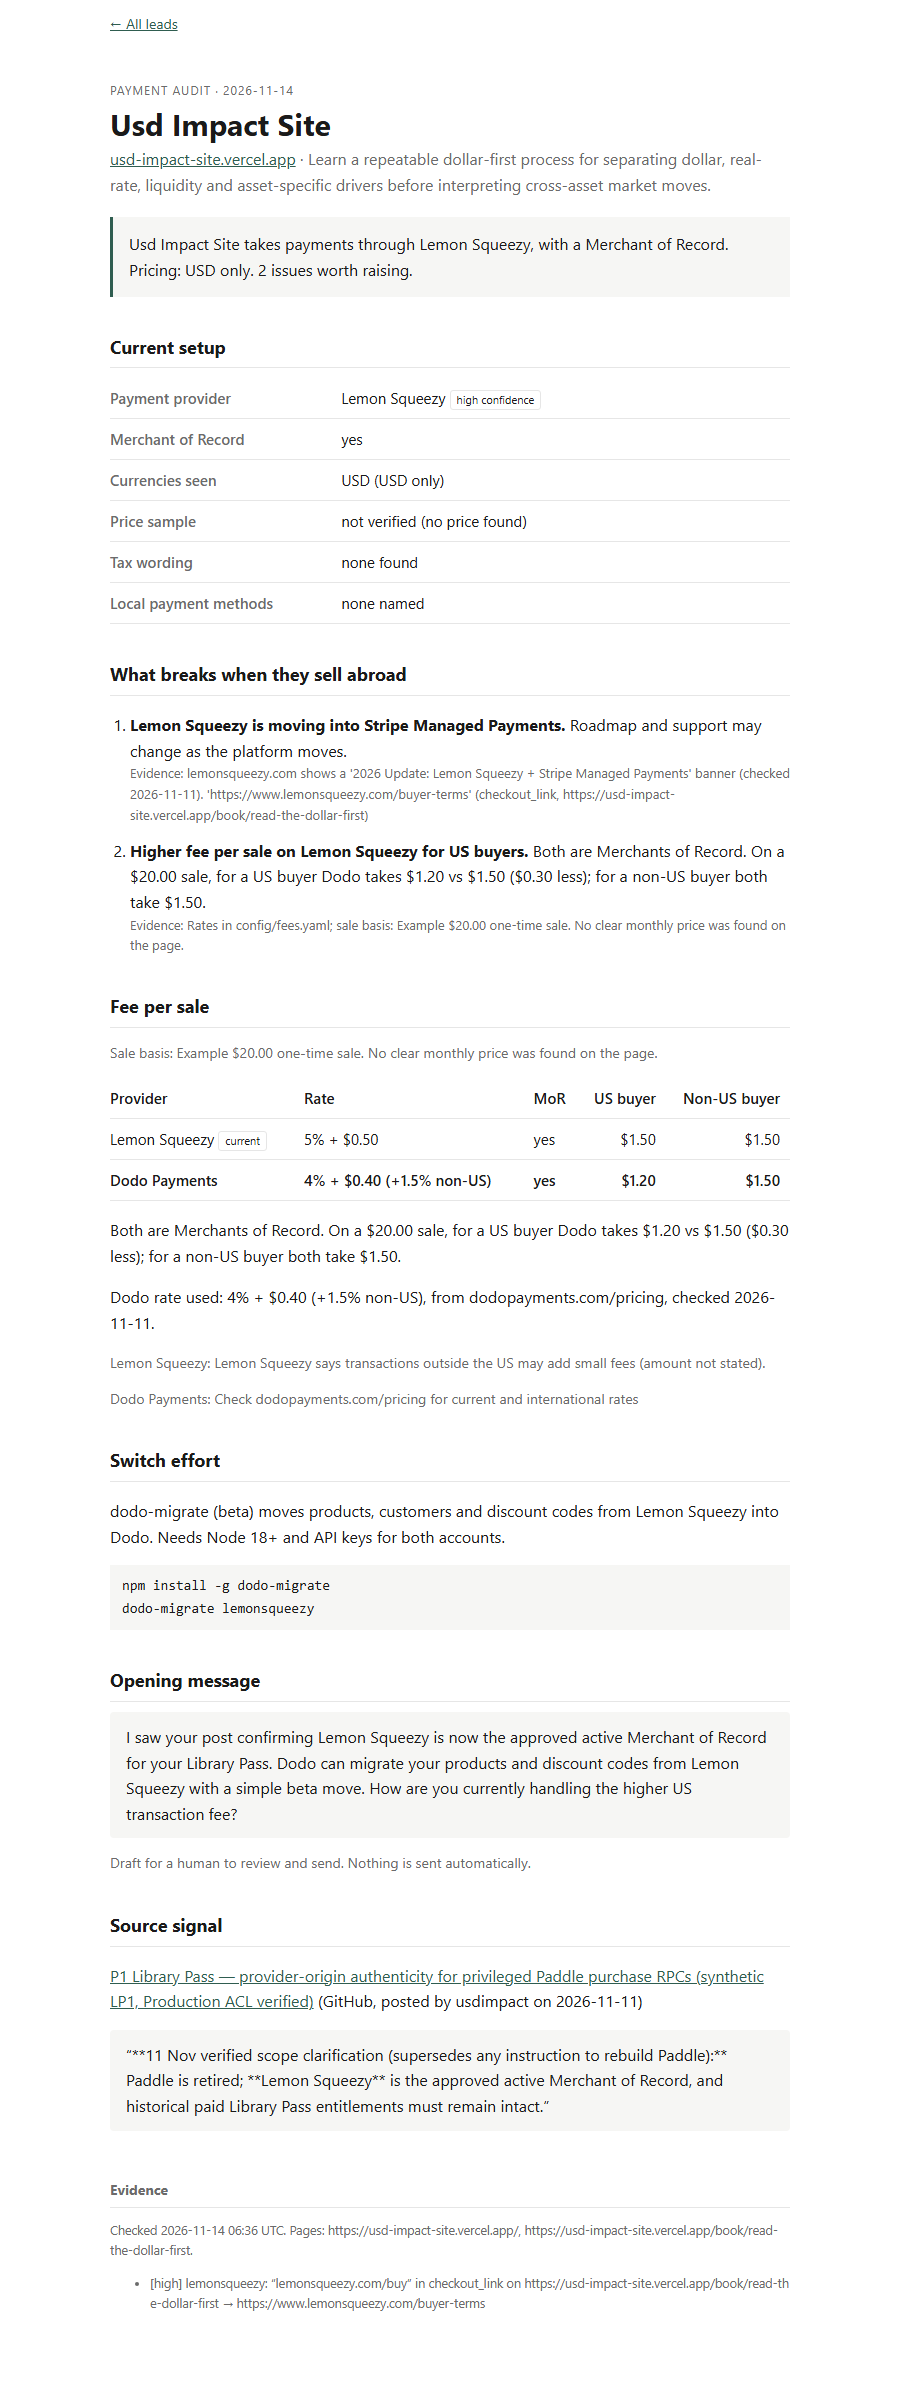 ← All leads
PAYMENT AUDIT · 2026-11-14
Usd Impact Site
usd-impact-site.vercel.app · Learn a repeatable dollar-first process for separating dollar, real-
rate, liquidity and asset-specific drivers before interpreting cross-asset market moves.
Usd Impact Site takes payments through Lemon Squeezy, with a Merchant of Record.
Pricing: USD only. 2 issues worth raising.
Current setup
Payment provider Lemon Squeezy high confidence
Merchant of Record yes
Currencies seen USD (USD only)
Price sample not verified (no price found)
Tax wording none found
Local payment methods none named
What breaks when they sell abroad
1. Lemon Squeezy is moving into Stripe Managed Payments. Roadmap and support may
change as the platform moves.
Evidence: lemonsqueezy.com shows a '2026 Update: Lemon Squeezy + Stripe Managed Payments' banner (checked
2026-11-11). 'https://www.lemonsqueezy.com/buyer-terms' (checkout_link, https://usd-impact-
site.vercel.app/book/read-the-dollar-first)
2. Higher fee per sale on Lemon Squeezy for US buyers. Both are Merchants of Record. On a
$20.00 sale, for a US buyer Dodo takes $1.20 vs $1.50 ($0.30 less); for a non-US buyer both
take $1.50.
Evidence: Rates in config/fees.yaml; sale basis: Example $20.00 one-time sale. No clear monthly price was found on
the page.
Fee per sale
Sale basis: Example $20.00 one-time sale. No clear monthly price was found on the page.
Provider Rate MoR US buyer Non-US buyer
Lemon Squeezy current 5% + $0.50 yes $1.50 $1.50
Dodo Payments 4% + $0.40 (+1.5% non-US) yes $1.20 $1.50
Both are Merchants of Record. On a $20.00 sale, for a US buyer Dodo takes $1.20 vs $1.50 ($0.30
less); for a non-US buyer both take $1.50.
Dodo rate used: 4% + $0.40 (+1.5% non-US), from dodopayments.com/pricing, checked 2026-
11-11.
Lemon Squeezy: Lemon Squeezy says transactions outside the US may add small fees (amount not stated).
Dodo Payments: Check dodopayments.com/pricing for current and international rates
Switch effort
dodo-migrate (beta) moves products, customers and discount codes from Lemon Squeezy into
Dodo. Needs Node 18+ and API keys for both accounts.
npm install -g dodo-migrate
dodo-migrate lemonsqueezy
Opening message
I saw your post confirming Lemon Squeezy is now the approved active Merchant of Record
for your Library Pass. Dodo can migrate your products and discount codes from Lemon
Squeezy with a simple beta move. How are you currently handling the higher US
transaction fee?
Draft for a human to review and send. Nothing is sent automatically.
Source signal
P1 Library Pass — provider-origin authenticity for privileged Paddle purchase RPCs (synthetic
LP1, Production ACL verified) (GitHub, posted by usdimpact on 2026-11-11)
“**11 Nov verified scope clarification (supersedes any instruction to rebuild Paddle):**
Paddle is retired; **Lemon Squeezy** is the approved active Merchant of Record, and
historical paid Library Pass entitlements must remain intact.”
Evidence
Checked 2026-11-14 06:36 UTC. Pages: https://usd-impact-site.vercel.app/, https://usd-impact-site.vercel.app/book/read-
the-dollar-first.
• [high] lemonsqueezy: “lemonsqueezy.com/buy” in checkout_link on https://usd-impact-site.vercel.app/book/read-th
e-dollar-first → https://www.lemonsqueezy.com/buyer-terms